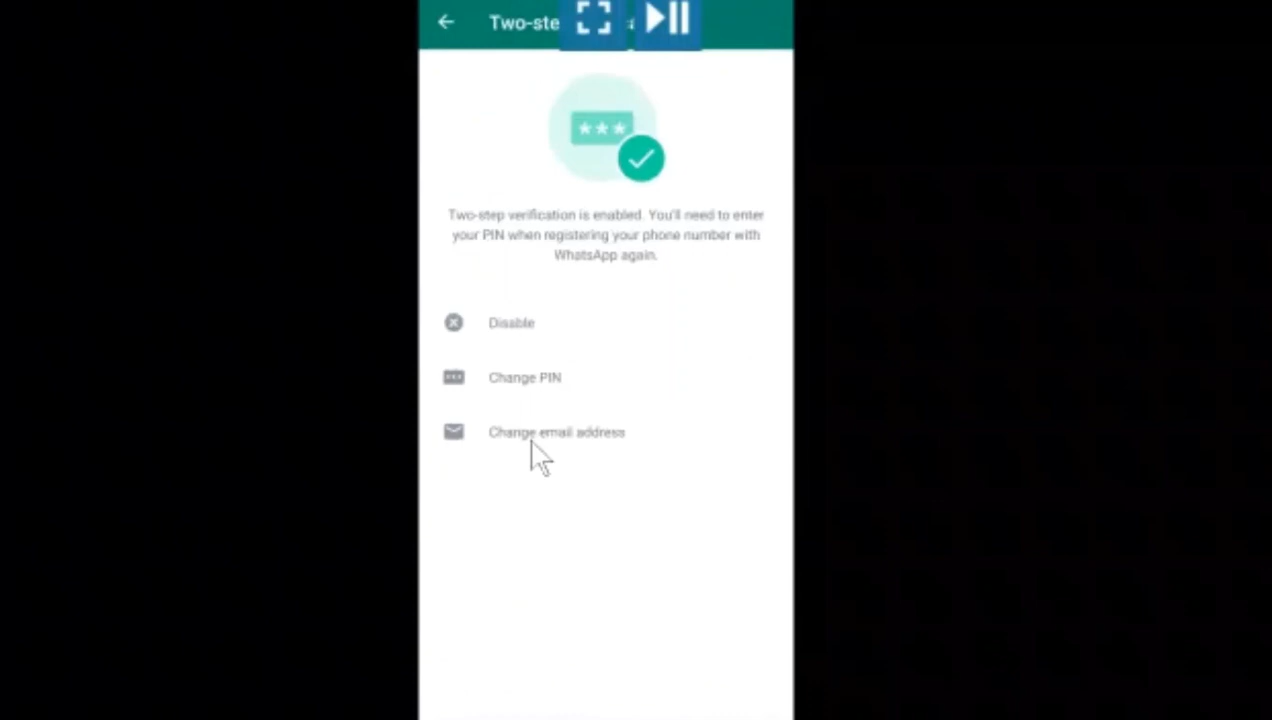 Two-ste
***
Two-step verification is enabled. You'll need to enter
your PIN when registering your phone number with
WhatsApp again.
Disable
Change PIN
Change email address